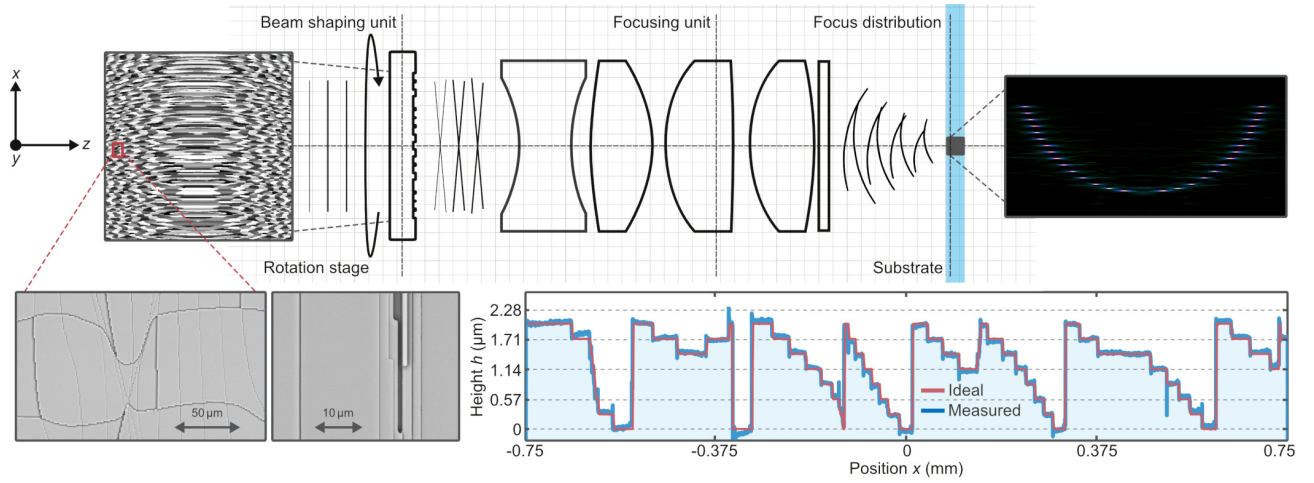 Beam shaping unit
Focusing unit
Focus distribution
x
z
y
Rotation stage
Substrate
50 µm
10 µm
Height h (µm)
2.28
1.71
1.14
0.57
0
Ideal
Measured
-0.75
-0.375
0
0.375
0.75
Position x (mm)